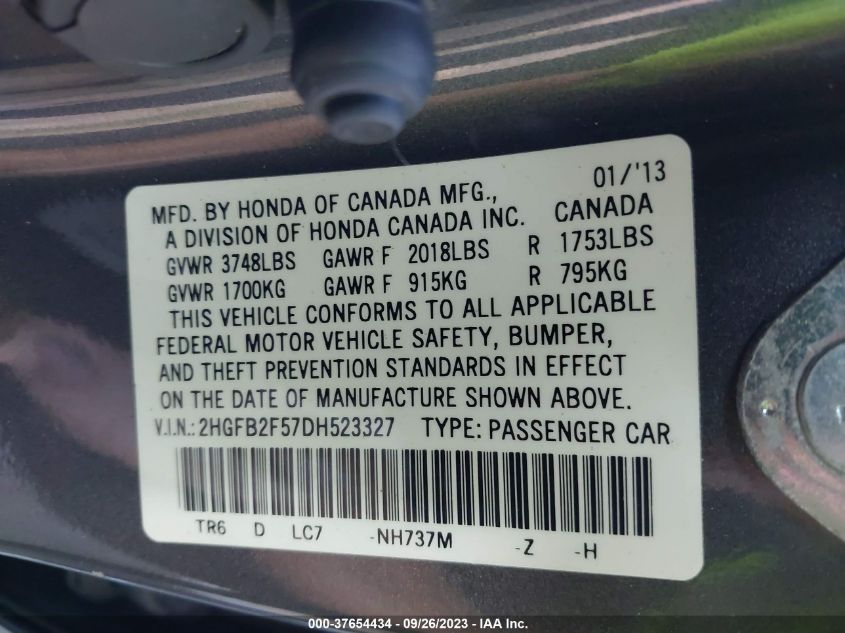 01/'13
MFD. BY HONDA OF CANADA MFG.,
A DIVISION OF HONDA CANADA INC. CANADA
GVWR 3748LBS GAWR F 2018LBS R 1753LBS
GVWR 1700KG GAWR F 915KG R 795KG
THIS VEHICLE CONFORMS TO ALL APPLICABLE
FEDERAL MOTOR VEHICLE SAFETY, BUMPER,
AND THEFT PREVENTION STANDARDS IN EFFECT
ON THE DATE OF MANUFACTURE SHOWN ABOVE.
V.I.N.: 2HGFB2F57DH523327 TYPE: PASSENGER CAR
TR6 D LC7 -NH737M -Z -H
000-37654434 - 09/26/2023 - IAA Inc.